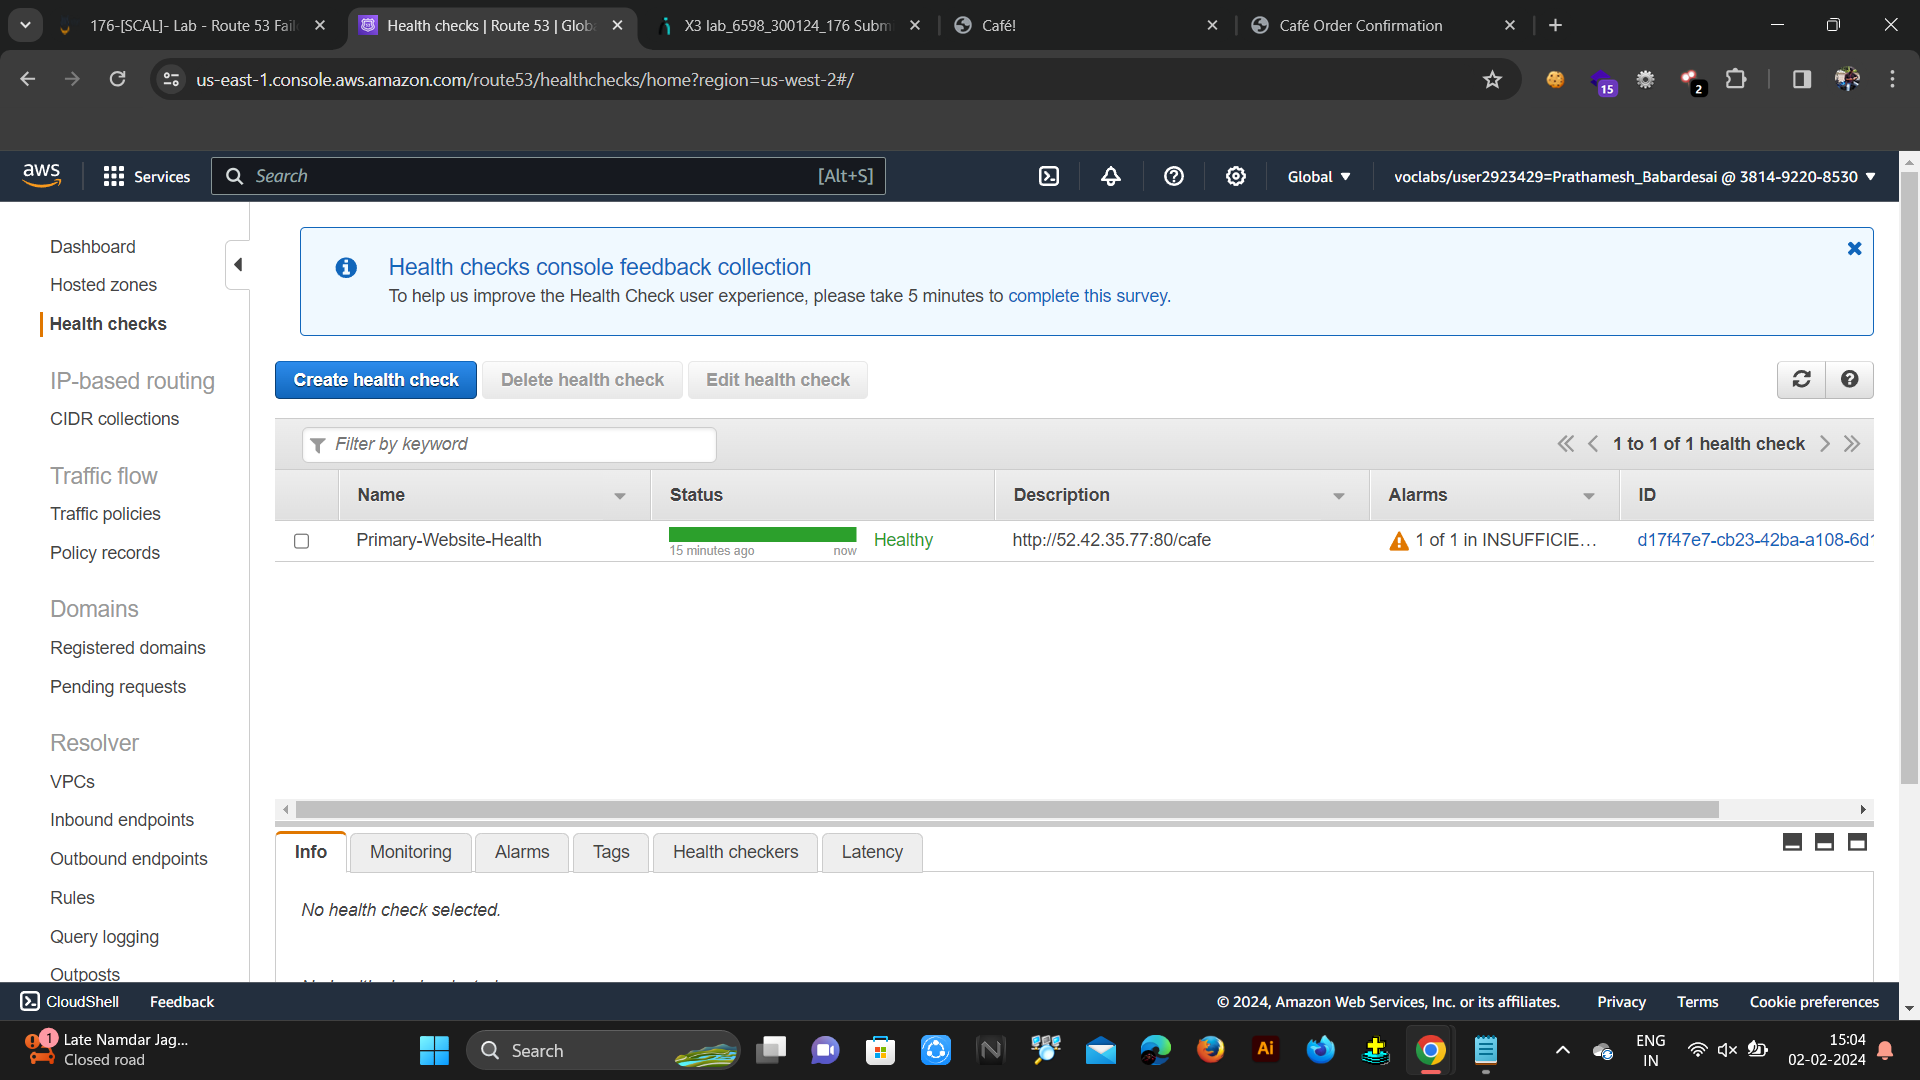 176-[SCAL]- Lab - Route 53 Fail
Health checks | Route 53 | Globa
X3 lab_6598_300124_176 Subm
Café!
Café Order Confirmation
us-east-1.console.aws.amazon.com/route53/healthchecks/home?region=us-west-2#/
15
2
aws
Services
Search
[Alt+S]
Global
voclabs/user2923429=Prathamesh_Babardesai @ 3814-9220-8530
Dashboard
Hosted zones
Health checks
IP-based routing
CIDR collections
Traffic flow
Traffic policies
Policy records
Domains
Registered domains
Pending requests
Resolver
VPCs
Inbound endpoints
Outbound endpoints
Rules
Query logging
Outposts
Health checks console feedback collection
To help us improve the Health Check user experience, please take 5 minutes to complete this survey.
Create health check
Delete health check
Edit health check
Filter by keyword
1 to 1 of 1 health check
Name
Status
Description
Alarms
ID
Primary-Website-Health
15 minutes ago
now
Healthy
http://52.42.35.77:80/cafe
1 of 1 in INSUFFICIE...
d17f47e7-cb23-42ba-a108-6d1
Info
Monitoring
Alarms
Tags
Health checkers
Latency
No health check selected.
CloudShell
Feedback
© 2024, Amazon Web Services, Inc. or its affiliates.
Privacy
Terms
Cookie preferences
1
Late Namdar Jag...
Closed road
Search
Ai
ENG
IN
15:04
02-02-2024